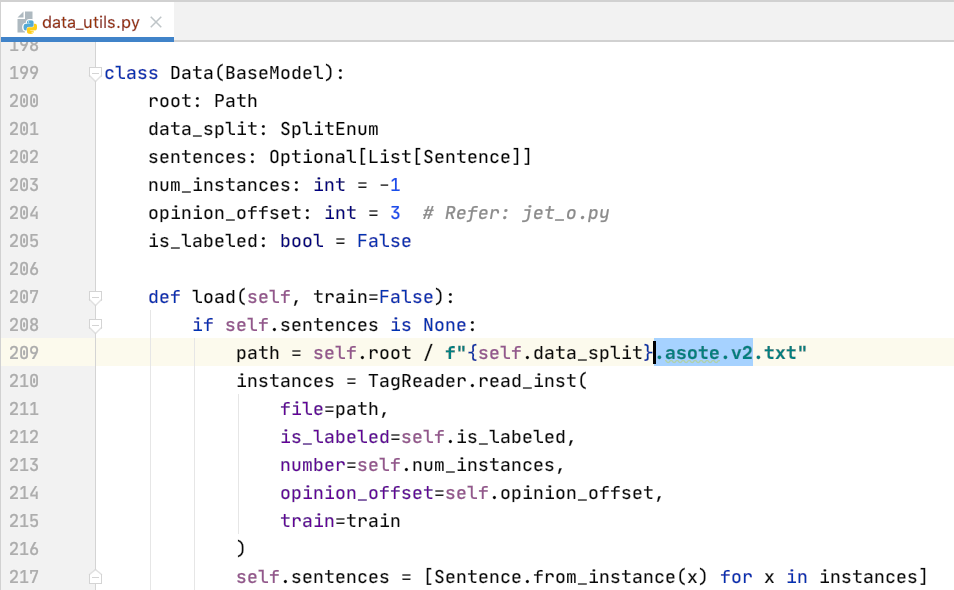 data_utils.py
198
199 class Data(BaseModel):
200     root: Path
201     data_split: SplitEnum
202     sentences: Optional[List[Sentence]]
203     num_instances: int = -1
204     opinion_offset: int = 3  # Refer: jet_o.py
205     is_labeled: bool = False
206
207     def load(self, train=False):
208         if self.sentences is None:
209             path = self.root / f"{self.data_split}.asote.v2.txt"
210             instances = TagReader.read_inst(
211                 file=path,
212                 is_labeled=self.is_labeled,
213                 number=self.num_instances,
214                 opinion_offset=self.opinion_offset,
215                 train=train
216             )
217             self.sentences = [Sentence.from_instance(x) for x in instances]